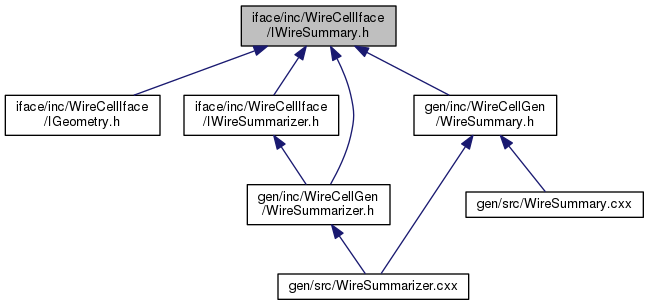 iface/inc/WireCellIface
/IWireSummary.h
iface/inc/WireCellIface
/IGeometry.h
iface/inc/WireCellIface
/IWireSummarizer.h
gen/inc/WireCellGen
/WireSummary.h
gen/inc/WireCellGen
/WireSummarizer.h
gen/src/WireSummary.cxx
gen/src/WireSummarizer.cxx